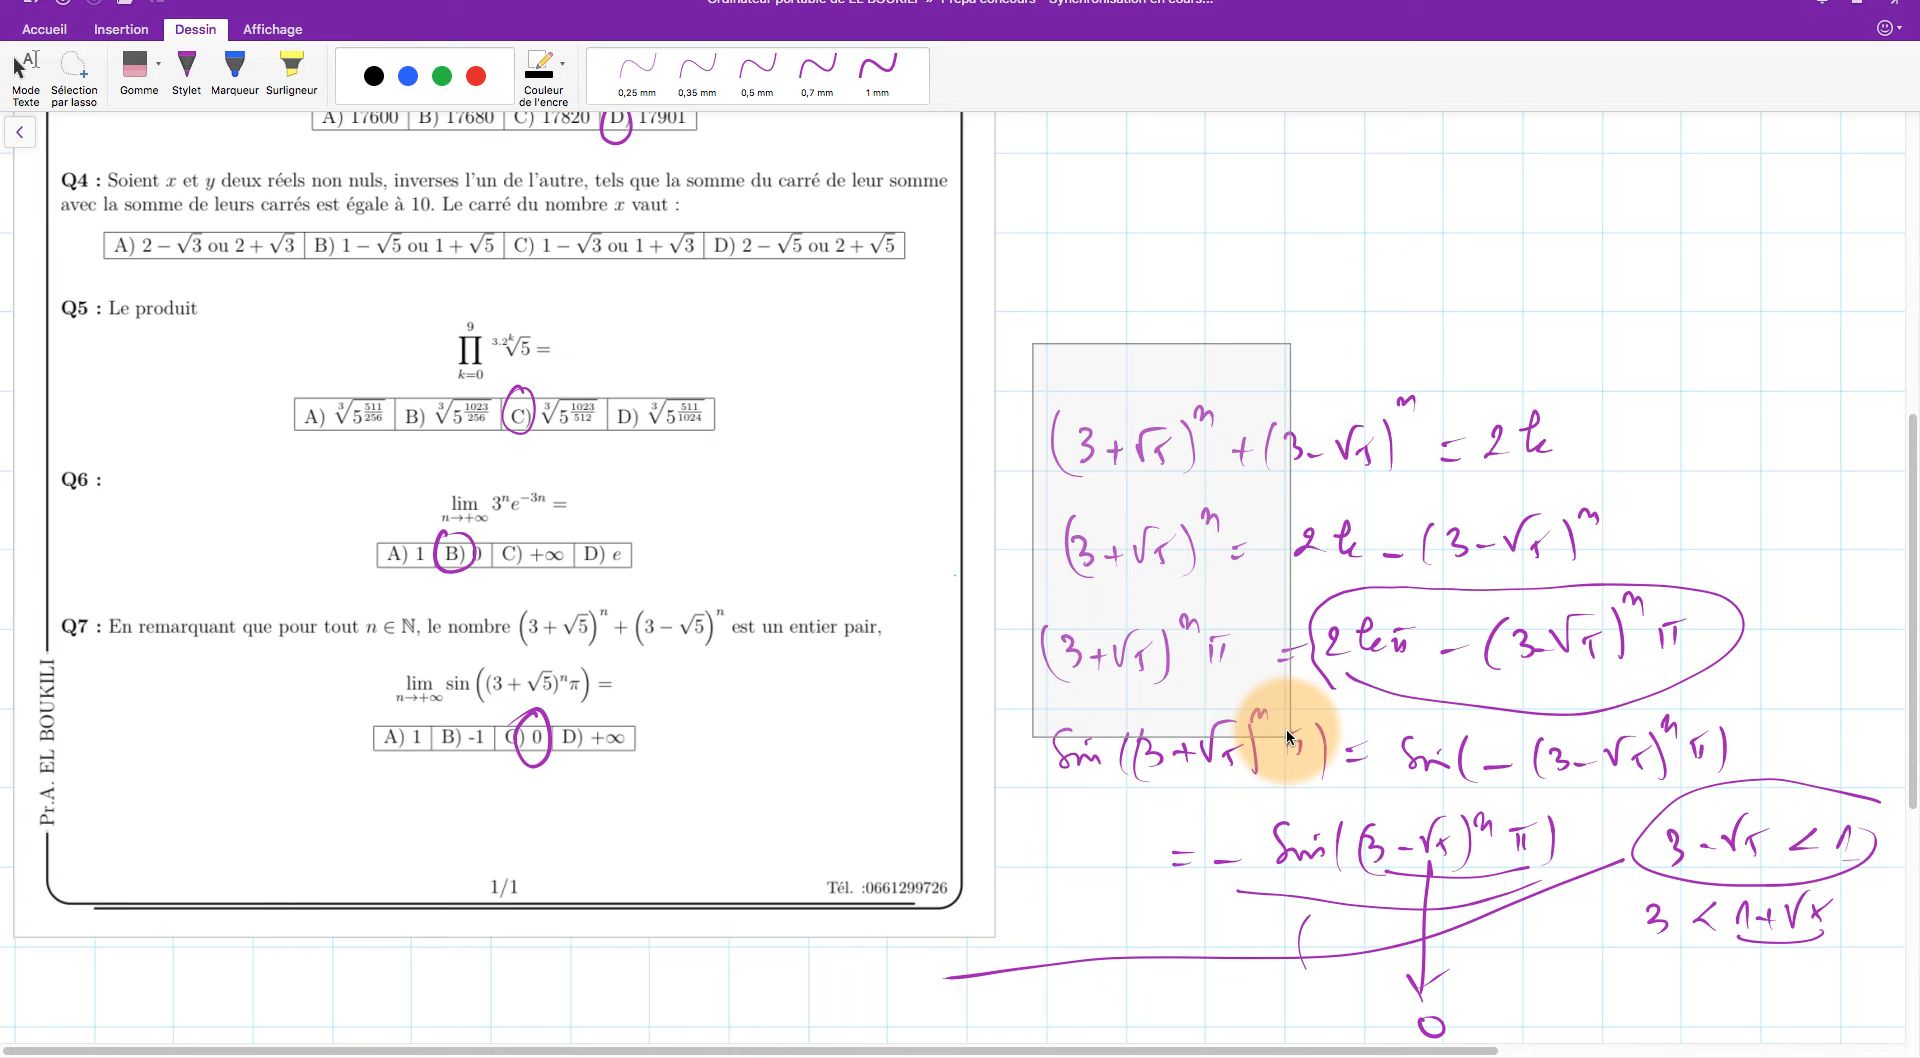 Accueil Insertion Dessin Affichage
Mode Texte
Sélection par lasso
Gomme
Stylet
Marqueur
Surligneur
Couleur de l'encre
0,25 mm 0,35 mm 0,5 mm 0,7 mm 1 mm
A) 17600 B) 17680 C) 17820 D) 17901
Q4 : Soient x et y deux réels non nuls, inverses l'un de l'autre, tels que la somme du carré de leur somme
avec la somme de leurs carrés est égale à 10. Le carré du nombre x vaut :
A) 2 − √3 ou 2 + √3 B) 1 − √5 ou 1 + √5 C) 1 − √3 ou 1 + √3 D) 2 − √5 ou 2 + √5
Q5 : Le produit
∏_{k=0}^{9} ^{3.2^k}√5 =
A) ∛5^{511/256} B) ∛5^{1023/256} C) ∛5^{1023/512} D) ∛5^{511/1024}
Q6 :
lim_{n→+∞} 3^n e^{−3n} =
A) 1 B) 0 C) +∞ D) e
Q7 : En remarquant que pour tout n ∈ ℕ, le nombre (3 + √5)^n + (3 − √5)^n est un entier pair,
lim_{n→+∞} sin((3 + √5)^n π) =
A) 1 B) -1 C) 0 D) +∞
Pr.A. EL BOUKILI
1/1
Tél. :0661299726
(3+√5)^n + (3-√5)^n = 2k
(3+√5)^n = 2k - (3-√5)^n
(3+√5)^n π = 2kπ - (3-√5)^n π
Sin((3+√5)^n π) = Sin(-(3-√5)^n π)
= - Sin((3-√5)^n π)
3-√5 < 1
3 < 1+√5
0